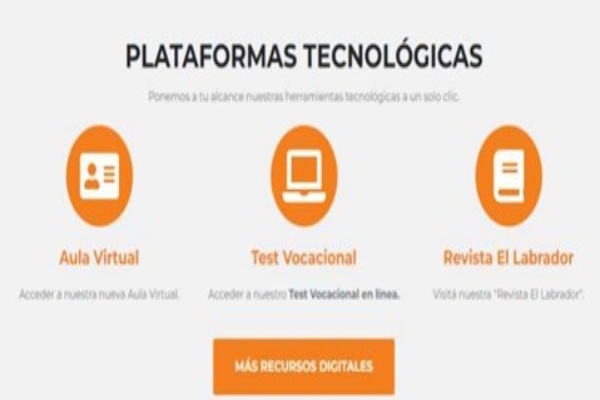 PLATAFORMAS TECNOLÓGICAS
Ponemos a tu alcance nuestras herramientas tecnológicas a un solo clic.
Aula Virtual
Test Vocacional
Revista El Labrador
Acceder a nuestra nueva Aula Virtual.
Acceder a nuestro Test Vocacional en línea.
Visitá nuestra "Revista El Labrador".
MÁS RECURSOS DIGITALES